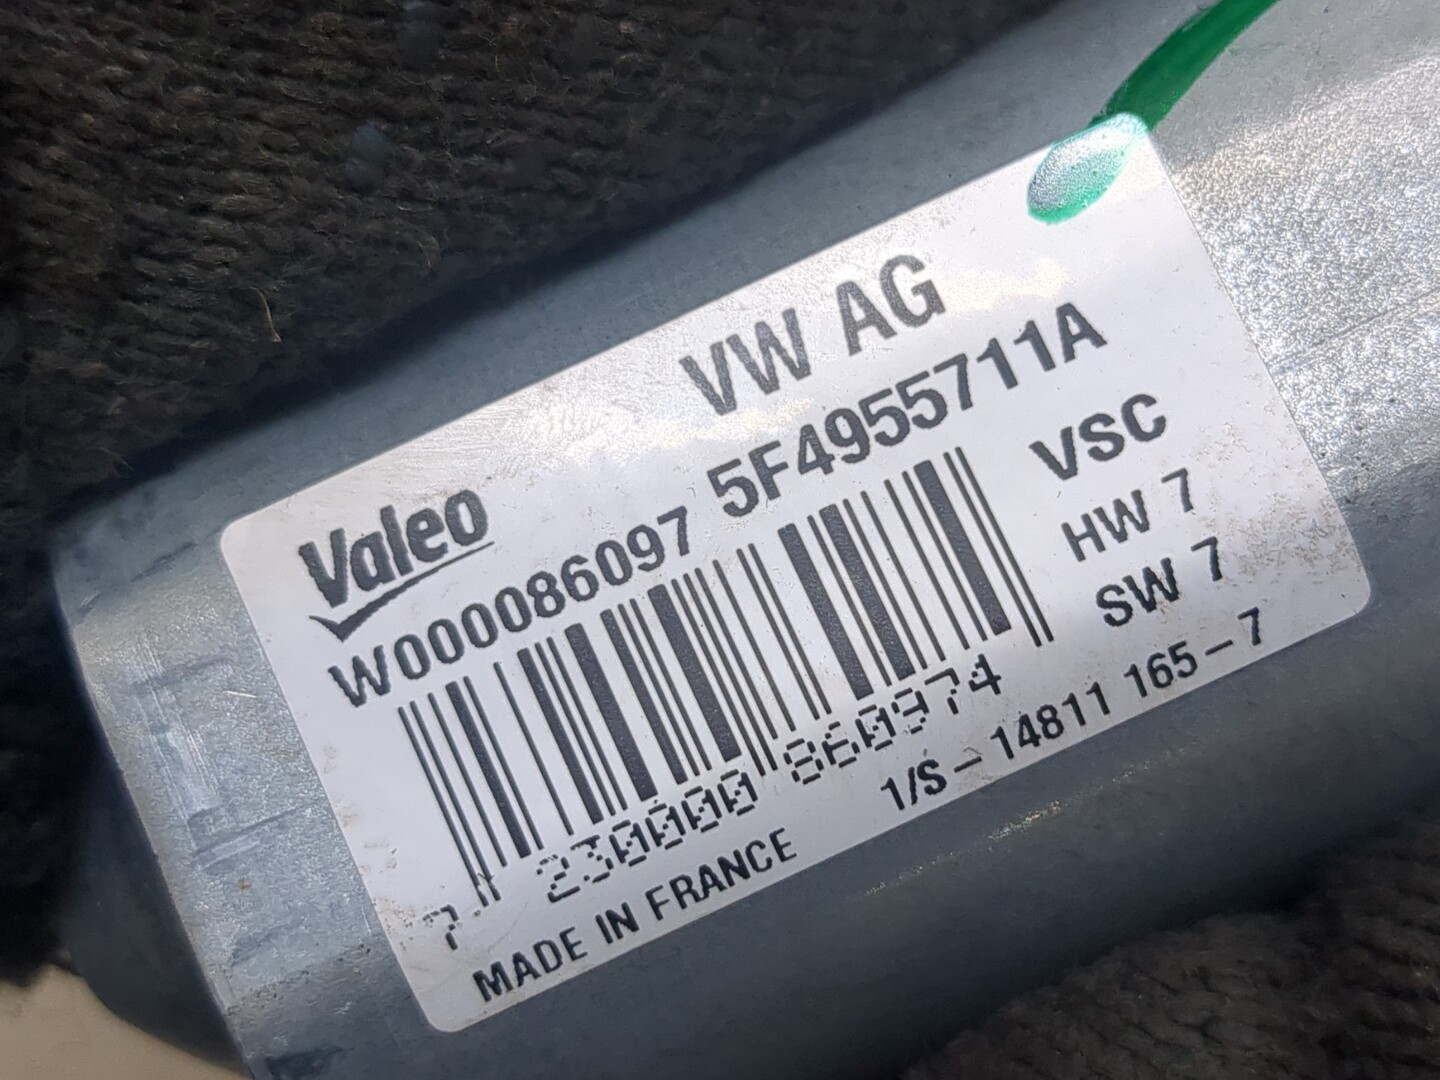 VW AG
Valeo
W000086097 5F4955711A
VSC
HW 7
SW 7
7 230000 860974
1/S - 14811 165 - 7
MADE IN FRANCE